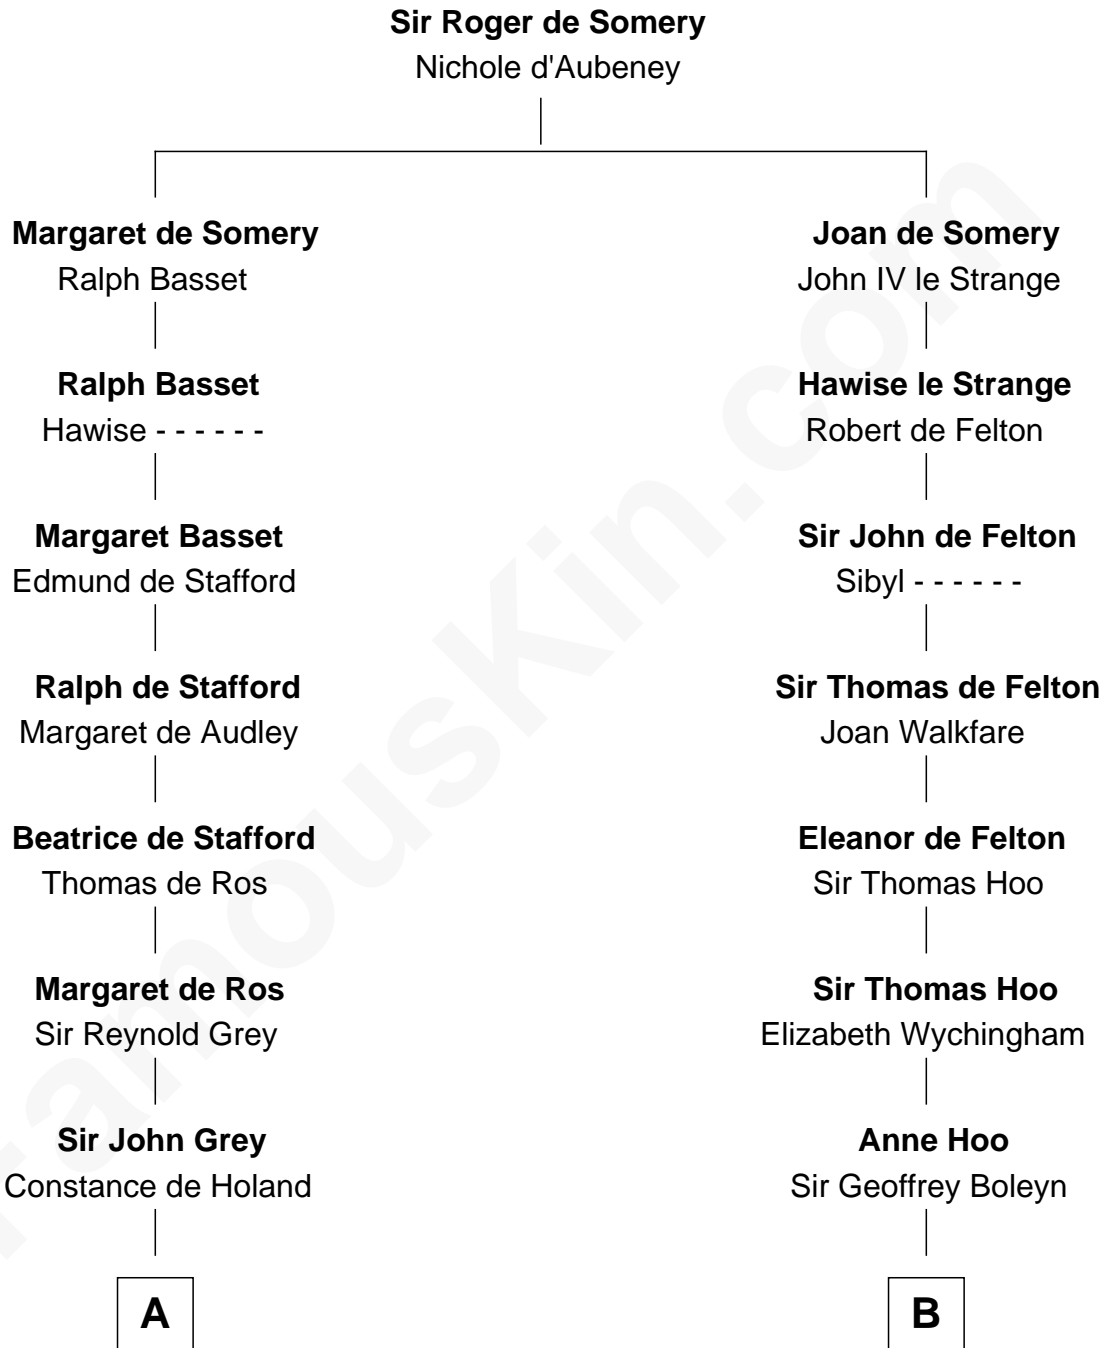 Sir Roger de Somery
Nichole d'Aubeney
Margaret de Somery
Ralph Basset
Joan de Somery
John IV le Strange
Ralph Basset
Hawise - - - - - -
Hawise le Strange
Robert de Felton
Margaret Basset
Edmund de Stafford
Sir John de Felton
Sibyl - - - - - -
Ralph de Stafford
Margaret de Audley
Sir Thomas de Felton
Joan Walkfare
Beatrice de Stafford
Thomas de Ros
Eleanor de Felton
Sir Thomas Hoo
Margaret de Ros
Sir Reynold Grey
Sir Thomas Hoo
Elizabeth Wychingham
Sir John Grey
Constance de Holand
Anne Hoo
Sir Geoffrey Boleyn
A
B
famouskin.com